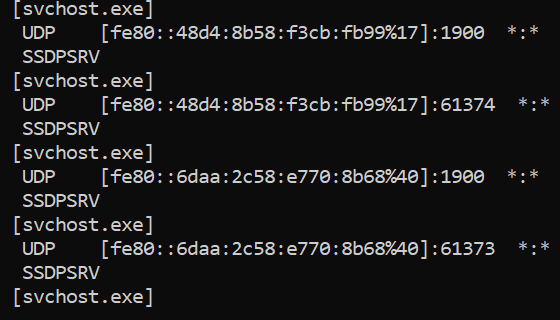 [svchost.exe]
UDP    [fe80::48d4:8b58:f3cb:fb99%17]:1900  *:*
SSDPSRV
[svchost.exe]
UDP    [fe80::48d4:8b58:f3cb:fb99%17]:61374  *:*
SSDPSRV
[svchost.exe]
UDP    [fe80::6daa:2c58:e770:8b68%40]:1900  *:*
SSDPSRV
[svchost.exe]
UDP    [fe80::6daa:2c58:e770:8b68%40]:61373  *:*
SSDPSRV
[svchost.exe]